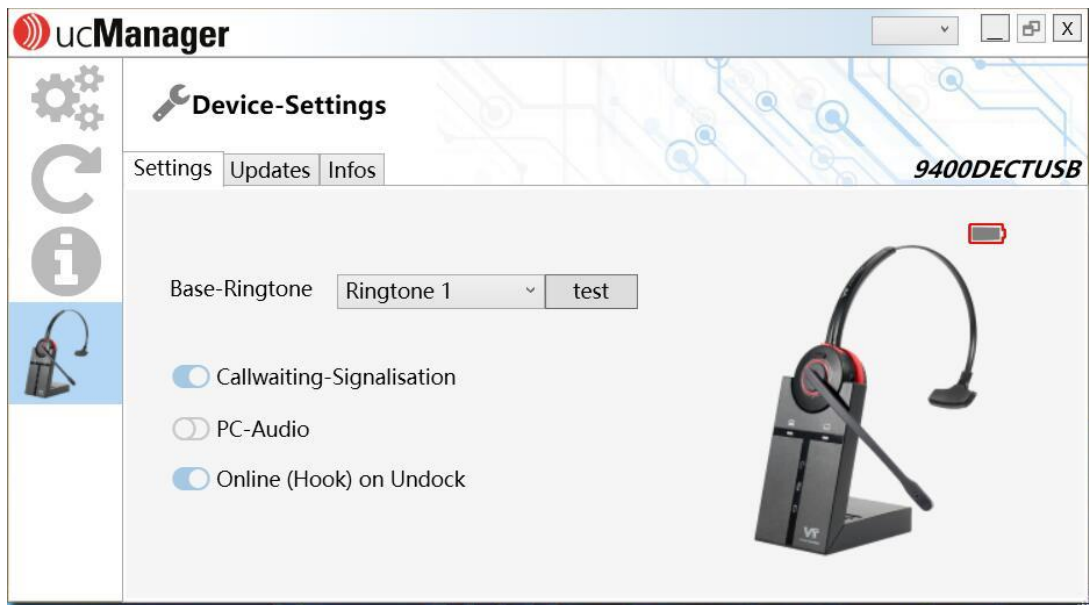 ucManager
X
Device-Settings
Settings Updates Infos
9400DECTUSB
Base-Ringtone Ringtone 1 test
Callwaiting-Signalisation
PC-Audio
Online (Hook) on Undock
VT